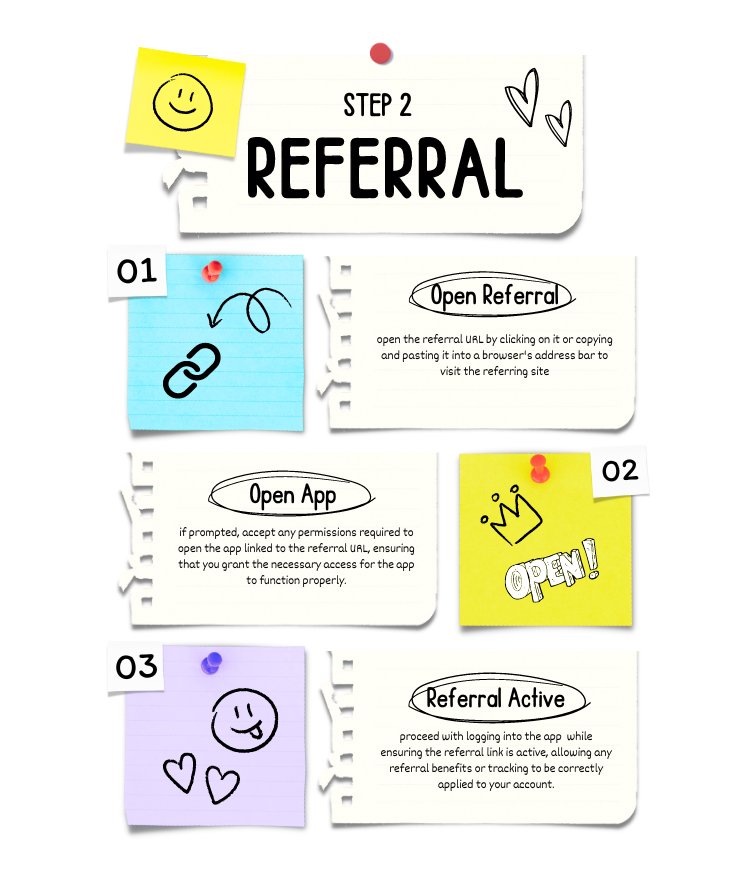 STEP 2
REFERRAL
01
Open Referral
open the referral URL by clicking on it or copying
and pasting it into a browser's address bar to
visit the referring site
Open App
if prompted, accept any permissions required to
open the app linked to the referral URL, ensuring
that you grant the necessary access for the app
to function properly.
02
OPEN!
03
Referral Active
proceed with logging into the app while
ensuring the referral link is active, allowing any
referral benefits or tracking to be correctly
applied to your account.